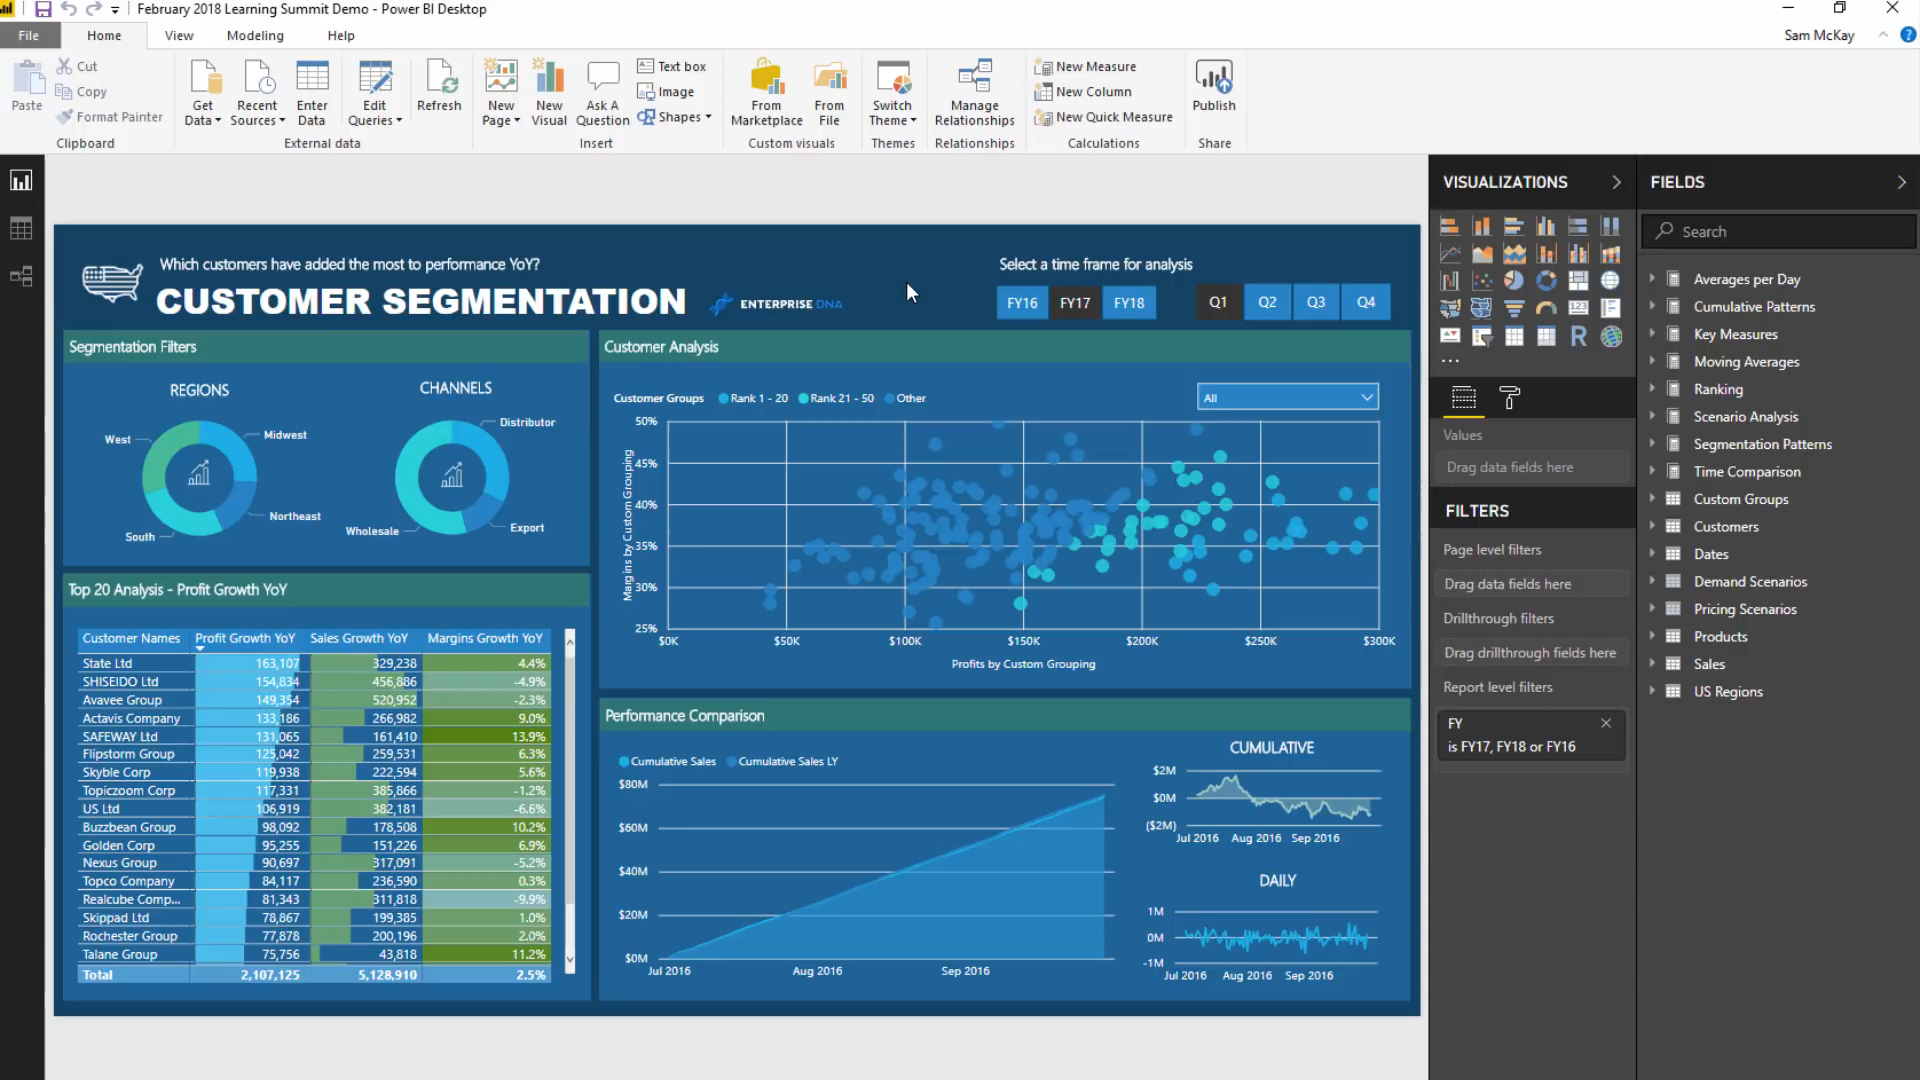 February 2018 Learning Summit Demo - Power BI Desktop
File Home View Modeling Help Sam McKay ?
Paste Cut Copy Format Painter
Clipboard
Get Data Recent Sources Enter Data Edit Queries Refresh
External data
New Page New Visual Ask A Question Text box Image Shapes
Insert
From Marketplace From File
Custom visuals
Switch Theme
Themes
Manage Relationships
Relationships
New Measure
New Column
New Quick Measure
Calculations
Publish
Share
Which customers have added the most to performance YoY?
CUSTOMER SEGMENTATION
ENTERPRISE DNA
Select a time frame for analysis
FY16 FY17 FY18 Q1 Q2 Q3 Q4
Segmentation Filters
REGIONS
West
Midwest
Northeast
South
CHANNELS
Distributor
Wholesale
Export
Customer Analysis
Customer Groups Rank 1 - 20 Rank 21 - 50 Other
All
Margins by Custom Grouping
50%
45%
40%
35%
30%
25%
$0K $50K $100K $150K $200K $250K $300K
Profits by Custom Grouping
Top 20 Analysis - Profit Growth YoY
Customer Names Profit Growth YoY Sales Growth YoY Margins Growth YoY
State Ltd 163,107 329,238 4.4%
SHISEIDO Ltd 154,834 456,886 -4.9%
Avavee Group 149,354 520,952 -2.3%
Actavis Company 133,186 266,982 9.0%
SAFEWAY Ltd 131,065 161,410 13.9%
Flipstorm Group 125,042 259,531 6.3%
Skyble Corp 119,938 222,594 5.6%
Topiczoom Corp 117,331 385,866 -1.2%
US Ltd 106,919 382,181 -6.6%
Buzzbean Group 98,092 178,508 10.2%
Golden Corp 95,255 151,226 6.9%
Nexus Group 90,697 317,091 -5.2%
Topco Company 84,117 236,590 0.3%
Realcube Comp... 81,343 311,818 -9.9%
Skippad Ltd 78,867 199,385 1.0%
Rochester Group 77,878 200,196 2.0%
Talane Group 75,756 43,818 11.2%
Total 2,107,125 5,128,910 2.5%
Performance Comparison
Cumulative Sales Cumulative Sales LY
$80M
$60M
$40M
$20M
$0M
Jul 2016 Aug 2016 Sep 2016
CUMULATIVE
$2M
$0M
($2M)
Jul 2016 Aug 2016 Sep 2016
DAILY
1M
0M
-1M
Jul 2016 Aug 2016 Sep 2016
VISUALIZATIONS
123
R
...
Values
Drag data fields here
FILTERS
Page level filters
Drag data fields here
Drillthrough filters
Drag drillthrough fields here
Report level filters
FY
is FY17, FY18 or FY16
FIELDS
Search
Averages per Day
Cumulative Patterns
Key Measures
Moving Averages
Ranking
Scenario Analysis
Segmentation Patterns
Time Comparison
Custom Groups
Customers
Dates
Demand Scenarios
Pricing Scenarios
Products
Sales
US Regions